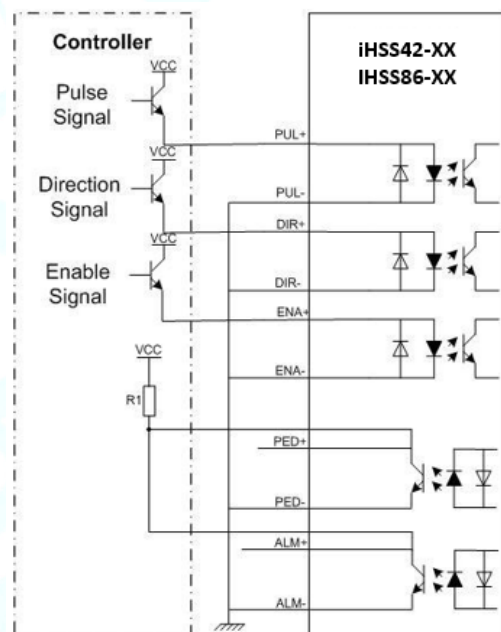 Controller
iHSS42-XX
IHSS86-XX
VCC
Pulse
Signal
PUL+
VCC
Direction
Signal
PUL-
DIR+
VCC
Enable
Signal
DIR-
ENA+
VCC
R1
ENA-
PED+
PED-
ALM+
ALM-